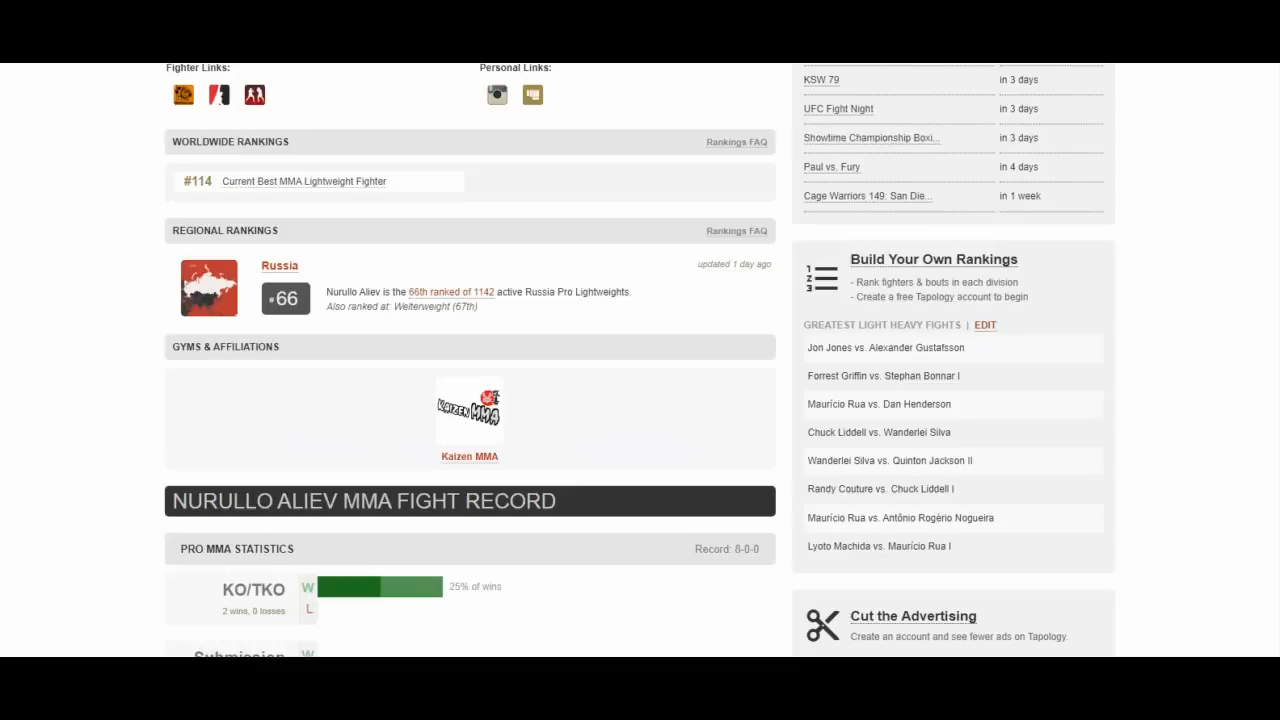 Fighter Links:
Personal Links:
WORLDWIDE RANKINGS
Rankings FAQ
#114 Current Best MMA Lightweight Fighter
REGIONAL RANKINGS
Rankings FAQ
Russia
updated 1 day ago
#66
Nurullo Aliev is the 66th ranked of 1142 active Russia Pro Lightweights.
Also ranked at: Welterweight (67th)
GYMS & AFFILIATIONS
KAIZEN MMA
Kaizen MMA
NURULLO ALIEV MMA FIGHT RECORD
PRO MMA STATISTICS
Record: 8-0-0
KO/TKO
W
25% of wins
2 wins, 0 losses
L
Submission
W
KSW 79 in 3 days
UFC Fight Night in 3 days
Showtime Championship Boxi... in 3 days
Paul vs. Fury in 4 days
Cage Warriors 149: San Die... in 1 week
1
2
3
Build Your Own Rankings
- Rank fighters & bouts in each division
- Create a free Tapology account to begin
GREATEST LIGHT HEAVY FIGHTS | EDIT
Jon Jones vs. Alexander Gustafsson
Forrest Griffin vs. Stephan Bonnar I
Maurício Rua vs. Dan Henderson
Chuck Liddell vs. Wanderlei Silva
Wanderlei Silva vs. Quinton Jackson II
Randy Couture vs. Chuck Liddell I
Maurício Rua vs. Antônio Rogério Nogueira
Lyoto Machida vs. Maurício Rua I
Cut the Advertising
Create an account and see fewer ads on Tapology.